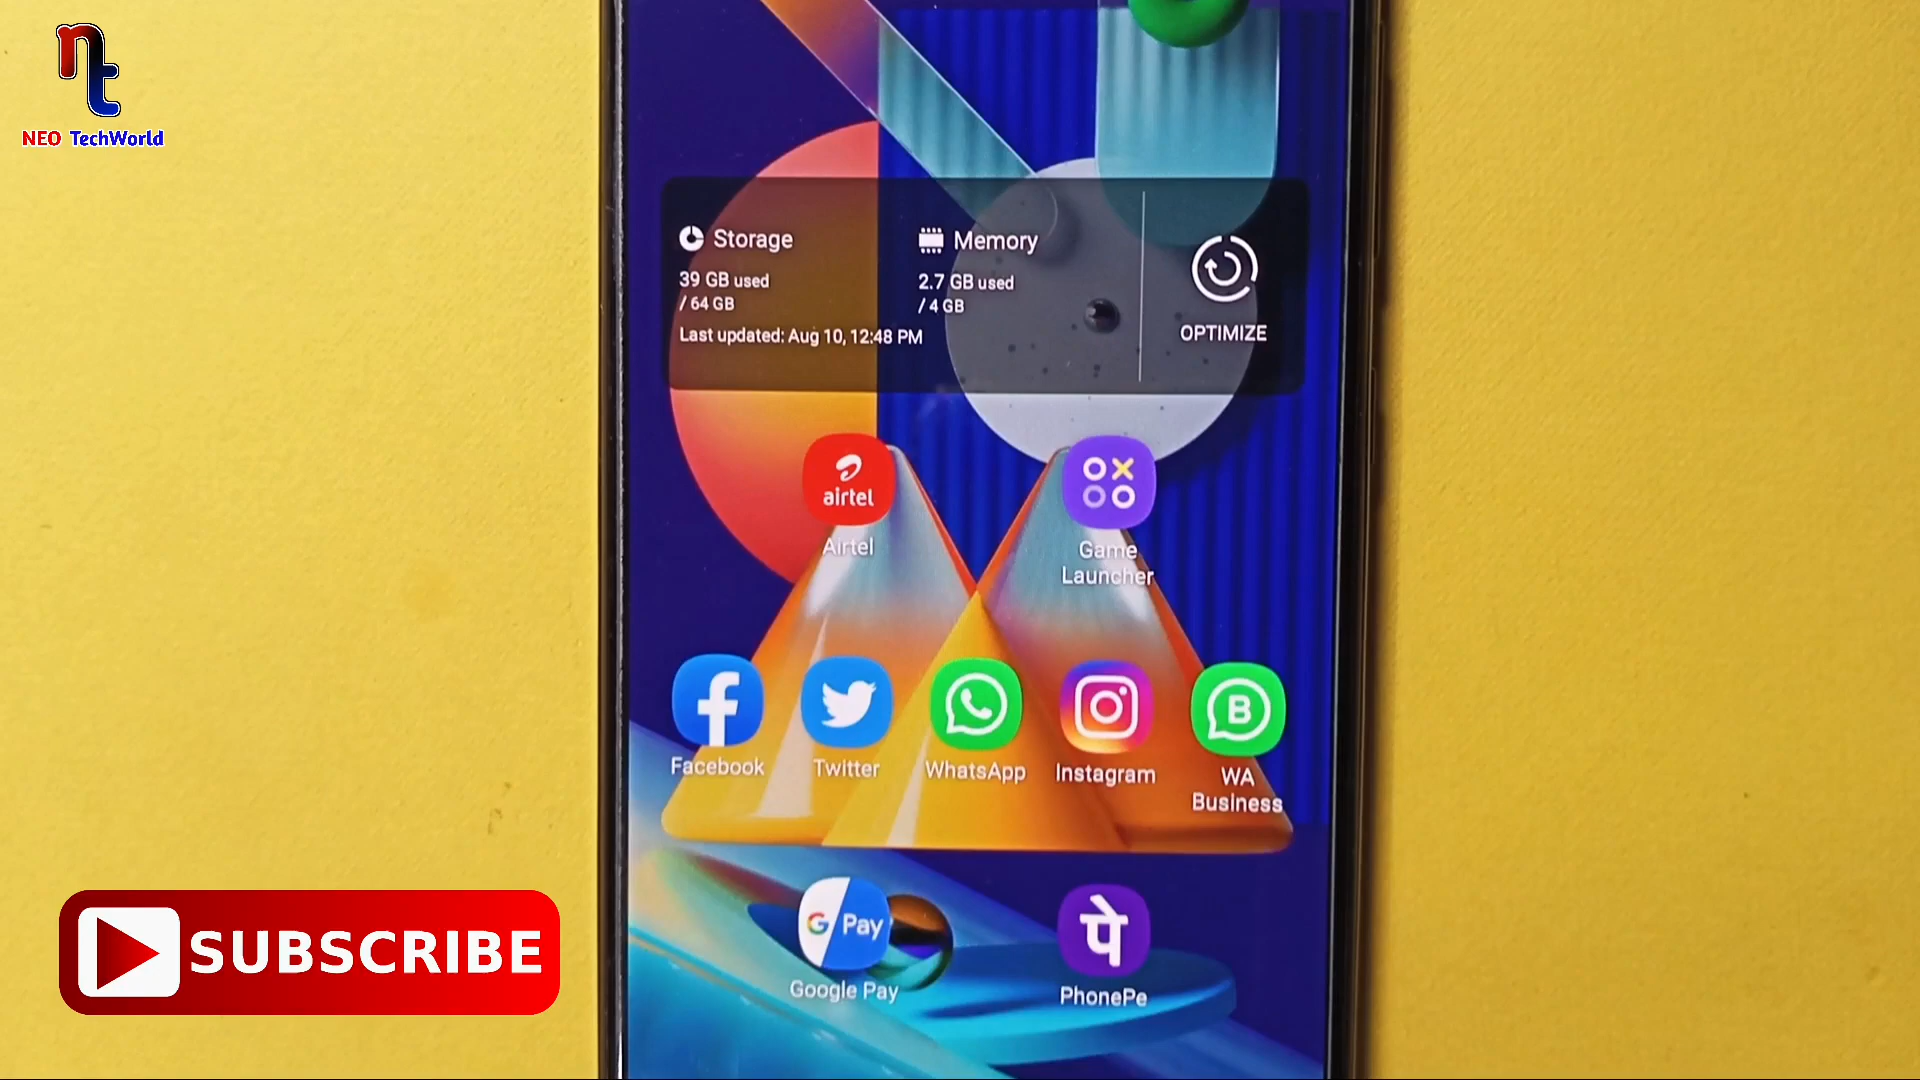 nt
NEO TechWorld
Storage
39 GB used
/ 64 GB
Last updated: Aug 10, 12:48 PM
Memory
2.7 GB used
/ 4 GB
OPTIMIZE
airtel
Airtel
Game
Launcher
Facebook
Twitter
WhatsApp
Instagram
B
WA
Business
G Pay
Google Pay
पे
PhonePe
SUBSCRIBE